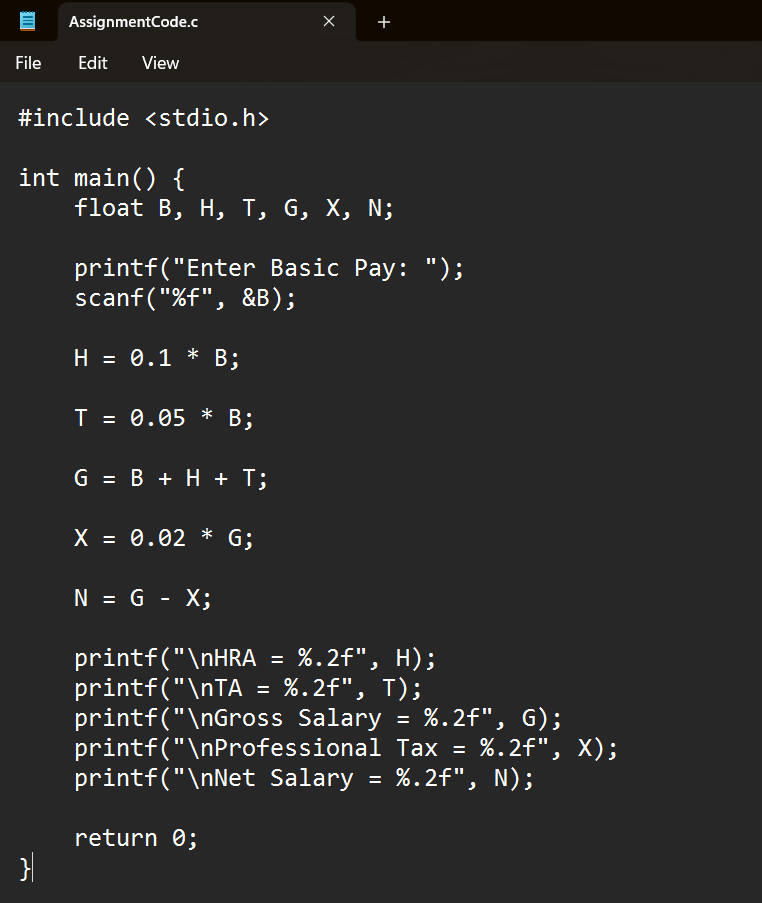 AssignmentCode.c
File Edit View
#include <stdio.h>
int main() {
    float B, H, T, G, X, N;
    printf("Enter Basic Pay: ");
    scanf("%f", &B);
    H = 0.1 * B;
    T = 0.05 * B;
    G = B + H + T;
    X = 0.02 * G;
    N = G - X;
    printf("\nHRA = %.2f", H);
    printf("\nTA = %.2f", T);
    printf("\nGross Salary = %.2f", G);
    printf("\nProfessional Tax = %.2f", X);
    printf("\nNet Salary = %.2f", N);
    return 0;
}